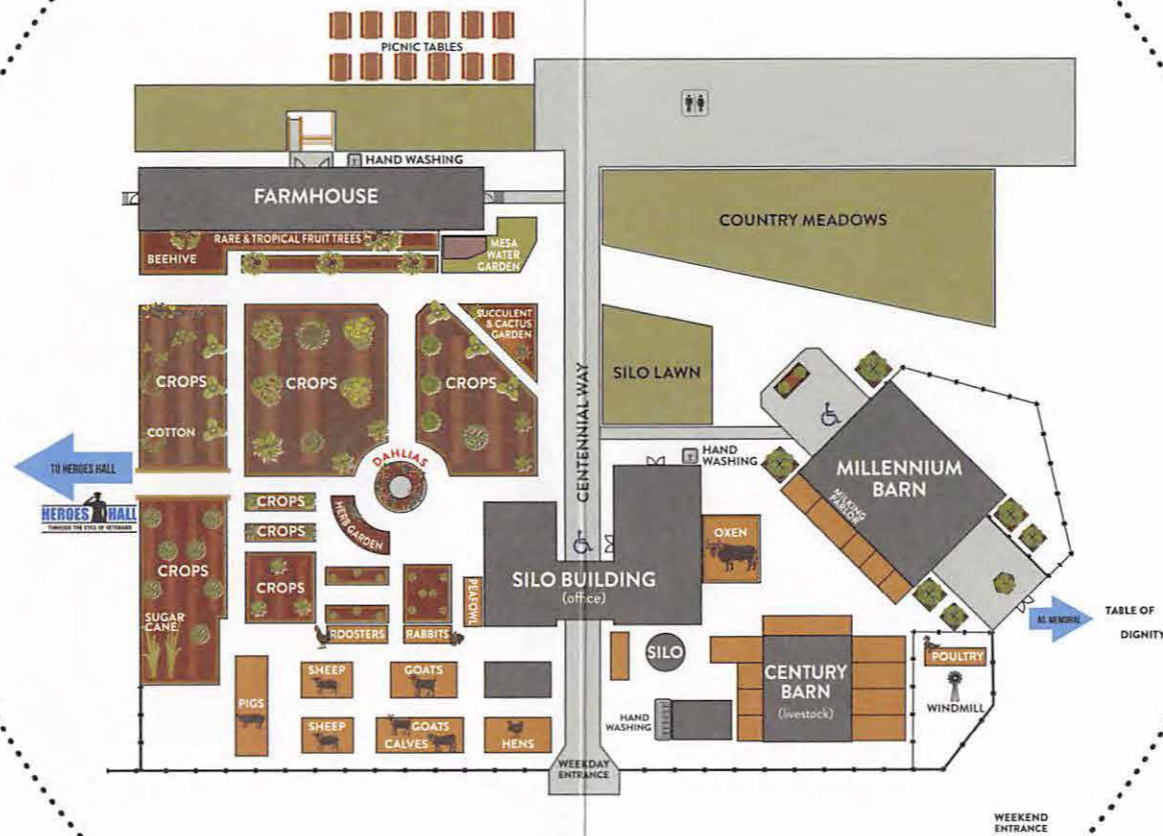 PICNIC TABLES
HAND WASHING
FARMHOUSE
COUNTRY MEADOWS
RARE & TROPICAL FRUIT TREES
BEEHIVE
MESA
WATER
GARDEN
SUCCULENT
& CACTUS
GARDEN
CROPS
CROPS
CROPS
COTTON
SILO LAWN
CENTENNIAL WAY
TO HEROES HALL
HEROES HALL
THROUGH THE EYES OF VETERANS
DAHLIAS
HAND
WASHING
MILLENNIUM
BARN
MILKING
PARLOR
CROPS
CROPS
HERB GARDEN
OXEN
CROPS
CROPS
SILO BUILDING
(office)
PEAFOWL
SUGAR
CANE
ROOSTERS
RABBITS
AG MEMORIAL
TABLE OF
DIGNITY
SILO
POULTRY
SHEEP
GOATS
CENTURY
BARN
(livestock)
PIGS
WINDMILL
HAND
WASHING
SHEEP
GOATS
CALVES
HENS
WEEKDAY
ENTRANCE
WEEKEND
ENTRANCE